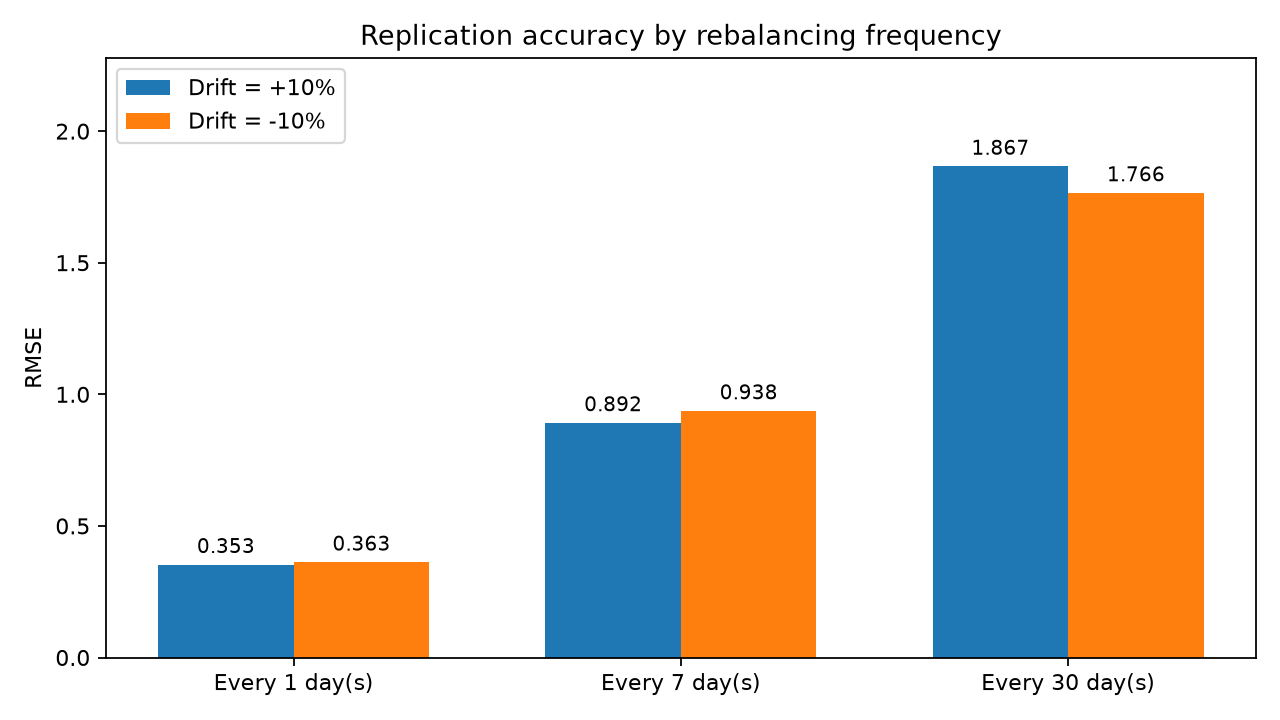 Replication accuracy by rebalancing frequency
Drift = +10%
Drift = -10%
RMSE
2.0
1.5
1.0
0.5
0.0
0.353
0.363
0.892
0.938
1.867
1.766
Every 1 day(s)
Every 7 day(s)
Every 30 day(s)